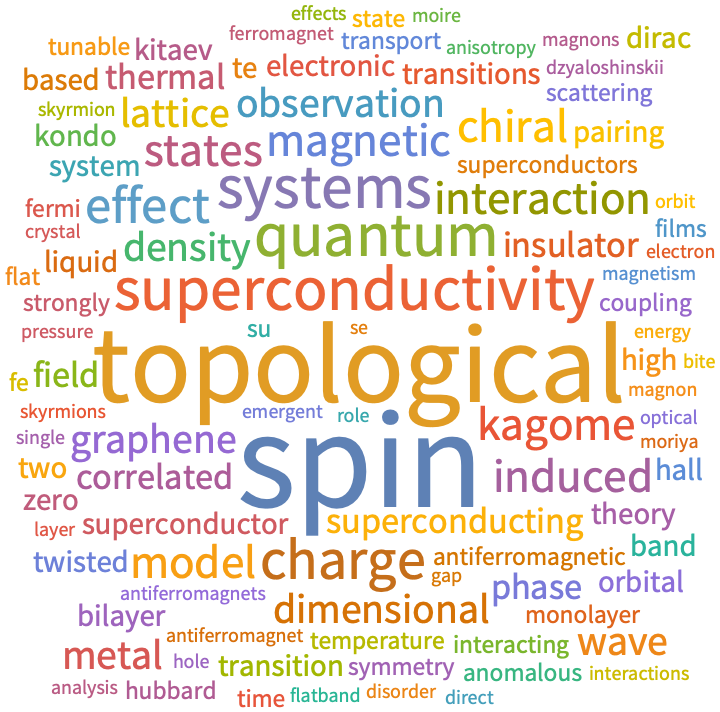 effects state moire
ferromagnet transport anisotropy magnons dirac
tunable kitaev
based thermal te electronic transitions dzyaloshinskii
skyrmion lattice observation scattering
kondo states magnetic chiral pairing
system superconductors
systems interaction orbit
fermi effect quantum films
crystal density insulator electron
flat liquid magnetism
strongly superconductivity coupling
pressure su se energy
topological high bite
fe field magnon
skyrmions emergent role kagome optical
single graphene spin moriya
two correlated induced hall
zero
layer superconductor superconducting theory
twisted model charge antiferromagnetic band
gap
antiferromagnets phase orbital
bilayer dimensional monolayer
antiferromagnet temperature interacting wave
metal hole transition symmetry anomalous interactions
analysis hubbard time flatband disorder direct